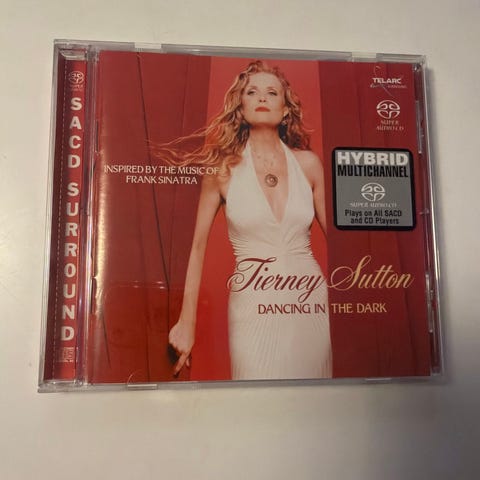 SACD SURROUND
TELARC
SUPER AUDIO CD
INSPIRED BY THE MUSIC OF
FRANK SINATRA
HYBRID
MULTICHANNEL
SUPER AUDIO CD
Plays on All SACD
and CD Players
Tierney Sutton
DANCING IN THE DARK